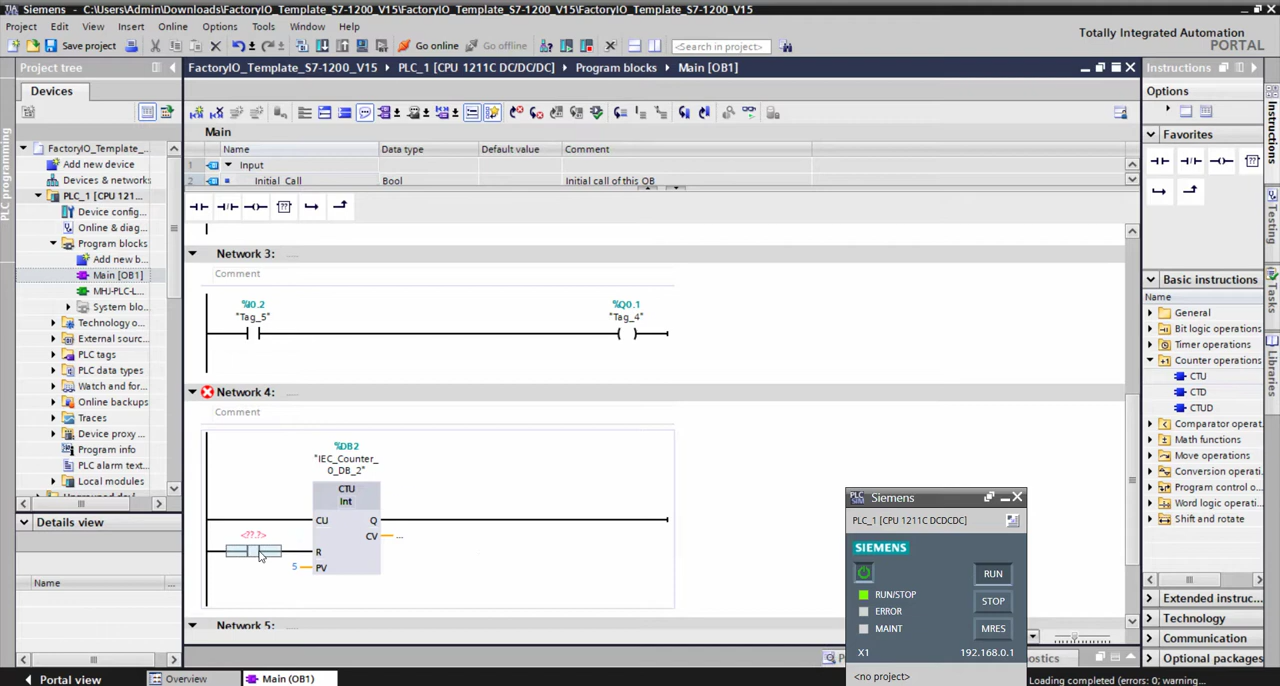 Siemens - C:\Users\Admin\Downloads\FactoryIO_Template_S7-1200_V15\FactoryIO_Template_S7-1200_V15\FactoryIO_Template_S7-1200_V15
Project Edit View Insert Online Options Tools Window Help
Totally Integrated Automation
PORTAL
Save project
Go online
Go offline
<Search in project>
Project tree
FactoryIO_Template_S7-1200_V15
PLC_1 [CPU 1211C DC/DC/DC]
Program blocks
Main [OB1]
Instructions
Devices
Options
Main
Name Data type Default value Comment
1 Input
2 Initial_Call Bool Initial call of this OB
FactoryIO_Template_...
Add new device
Devices & networks
PLC_1 [CPU 121...
Device config...
Online & diag...
Program blocks
Add new b...
Main [OB1]
MHJ-PLC-L...
System blo...
Technology o...
External sourc...
PLC tags
PLC data types
Watch and for...
Online backups
Traces
Device proxy ...
Program info
PLC alarm text...
Local modules
Details view
Name
PLC programming
Network 3:
Comment
%I0.2
"Tag_5"
%Q0.1
"Tag_4"
Network 4:
Comment
%DB2
"IEC_Counter_
0_DB_2"
CTU
Int
CU Q
CV ...
<??.?>
R
5 PV
Network 5:
Favorites
Basic instructions
Name
General
Bit logic operations
Timer operations
Counter operations
CTU
CTD
CTUD
Comparator operat...
Math functions
Move operations
Conversion operati...
Program control o...
Word logic operati...
Shift and rotate
Extended instruc...
Technology
Communication
Optional packages
Instructions
Testing
Tasks
Libraries
Siemens
PLC_1 [CPU 1211C DCDCDC]
SIEMENS
RUN
RUN/STOP
STOP
ERROR
MAINT
MRES
X1 192.168.0.1
<no project>
Portal view
Overview
Main (OB1)
Loading completed (errors: 0; warning...